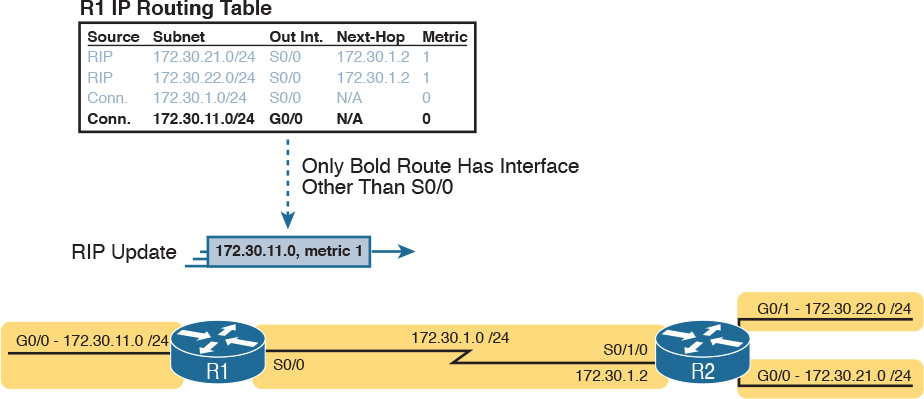 R1 IP Routing Table
Source Subnet Out Int. Next-Hop Metric
RIP 172.30.21.0/24 S0/0 172.30.1.2 1
RIP 172.30.22.0/24 S0/0 172.30.1.2 1
Conn. 172.30.1.0/24 S0/0 N/A 0
Conn. 172.30.11.0/24 G0/0 N/A 0
Only Bold Route Has Interface
Other Than S0/0
RIP Update 172.30.11.0, metric 1
G0/1 - 172.30.22.0 /24
G0/0 - 172.30.11.0 /24
172.30.1.0 /24
S0/1/0
R1
S0/0
172.30.1.2
R2
G0/0 - 172.30.21.0 /24